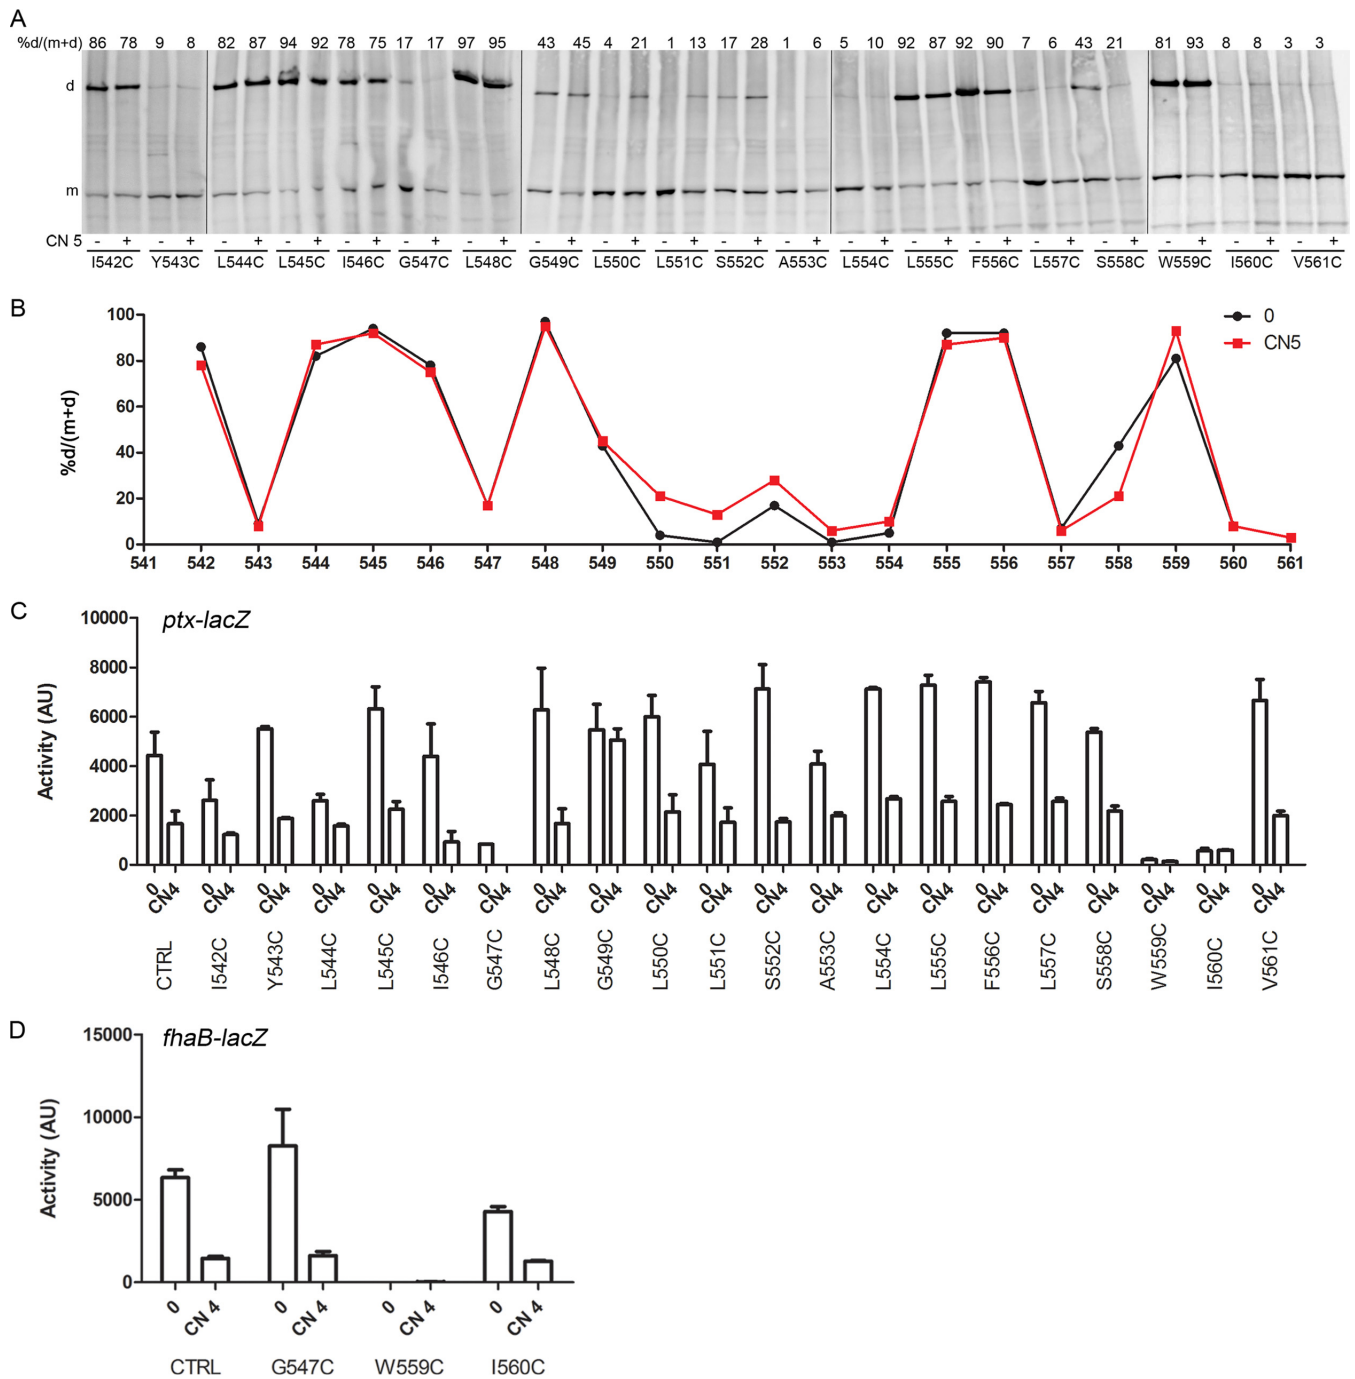 A
%d/(m+d) 86 78 9 8 82 87 94 92 78 75 17 17 97 95 43 45 4 21 1 13 17 28 1 6 5 10 92 87 92 90 7 6 43 21 81 93 8 8 3 3
d
m
CN 5 - + - + - + - + - + - + - + - + - + - + - + - + - + - + - + - + - + - + - + - +
I542C Y543C L544C L545C I546C G547C L548C G549C L550C L551C S552C A553C L554C L555C F556C L557C S558C W559C I560C V561C
B
%d/(m+d)
100
80
60
40
20
0
541 542 543 544 545 546 547 548 549 550 551 552 553 554 555 556 557 558 559 560 561
0
CN5
C
ptx-lacZ
Activity (AU)
10000
8000
6000
4000
2000
0
0 CN4 0 CN4 0 CN4 0 CN4 0 CN4 0 CN4 0 CN4 0 CN4 0 CN4 0 CN4 0 CN4 0 CN4 0 CN4 0 CN4 0 CN4 0 CN4 0 CN4 0 CN4 0 CN4 0 CN4 0 CN4
CTRL I542C Y543C L544C L545C I546C G547C L548C G549C L550C L551C S552C A553C L554C L555C F556C L557C S558C W559C I560C V561C
D
fhaB-lacZ
Activity (AU)
15000
10000
5000
0
0 CN 4 0 CN 4 0 CN 4 0 CN 4
CTRL G547C W559C I560C